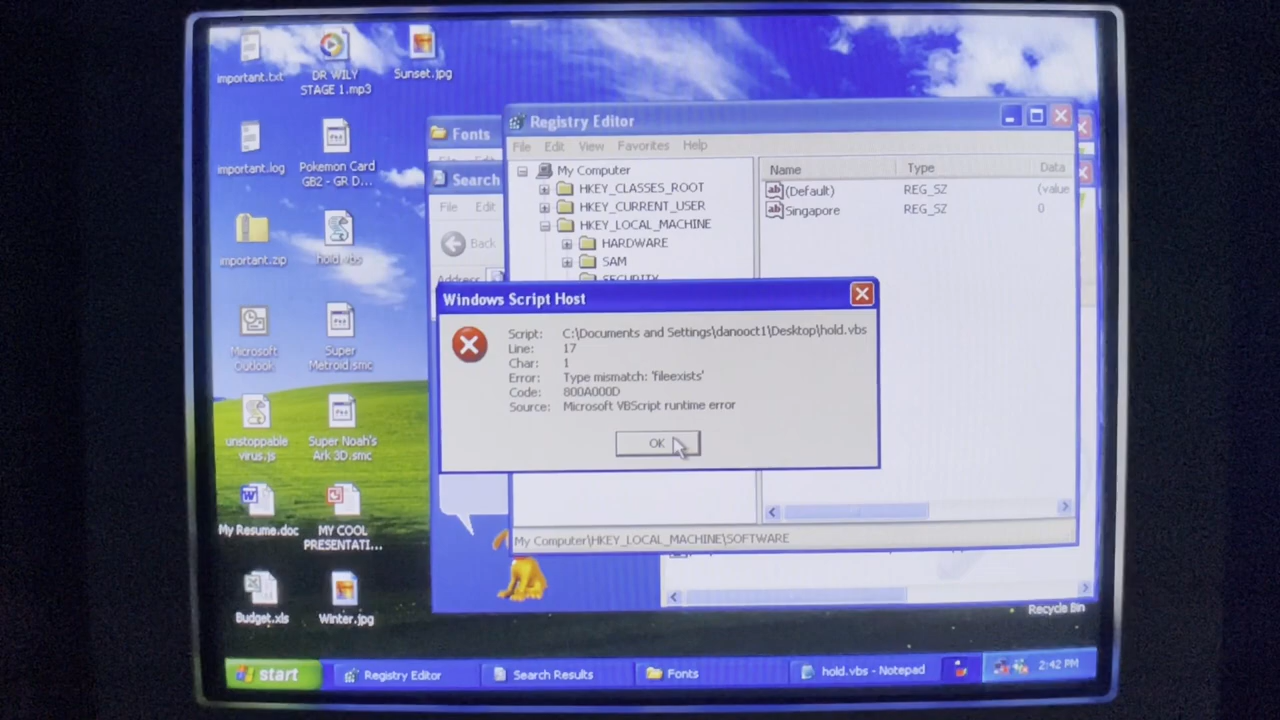 important.txt
DR WILY
STAGE 1.mp3
Sunset.jpg
important.log
Pokemon Card
GB2 - GR D...
important.zip
hold.vbs
Microsoft
Outlook
Super
Metroid.smc
unstoppable
virus.js
Super Noah's
Ark 3D.smc
My Resume.doc
MY COOL
PRESENTATI...
Budget.xls
Winter.jpg
Fonts
Search
File Edit
Back
Address
Registry Editor
File Edit View Favorites Help
My Computer
HKEY_CLASSES_ROOT
HKEY_CURRENT_USER
HKEY_LOCAL_MACHINE
HARDWARE
SAM
SECURITY
Name Type Data
(Default) REG_SZ (value
Singapore REG_SZ 0
My Computer\HKEY_LOCAL_MACHINE\SOFTWARE
Windows Script Host
Script: C:\Documents and Settings\danooct1\Desktop\hold.vbs
Line: 17
Char: 1
Error: Type mismatch: 'fileexists'
Code: 800A000D
Source: Microsoft VBScript runtime error
OK
Recycle Bin
start
Registry Editor
Search Results
Fonts
hold.vbs - Notepad
2:42 PM